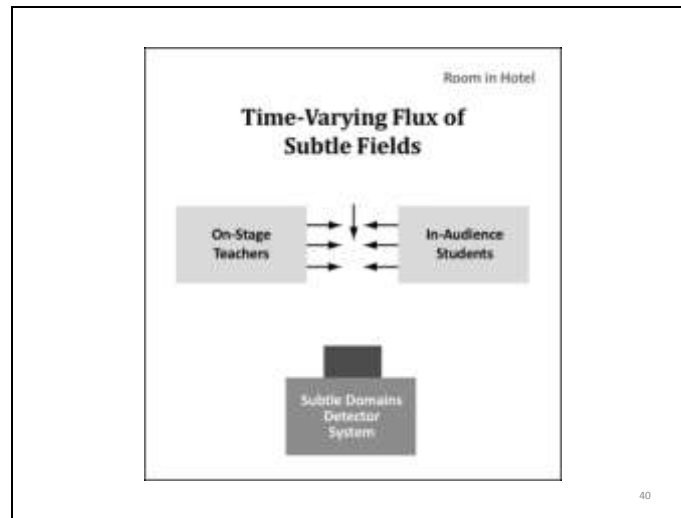 Room in Hotel
Time-Varying Flux of
Subtle Fields
On-Stage
Teachers
In-Audience
Students
Subtle Domains
Detector
System
40